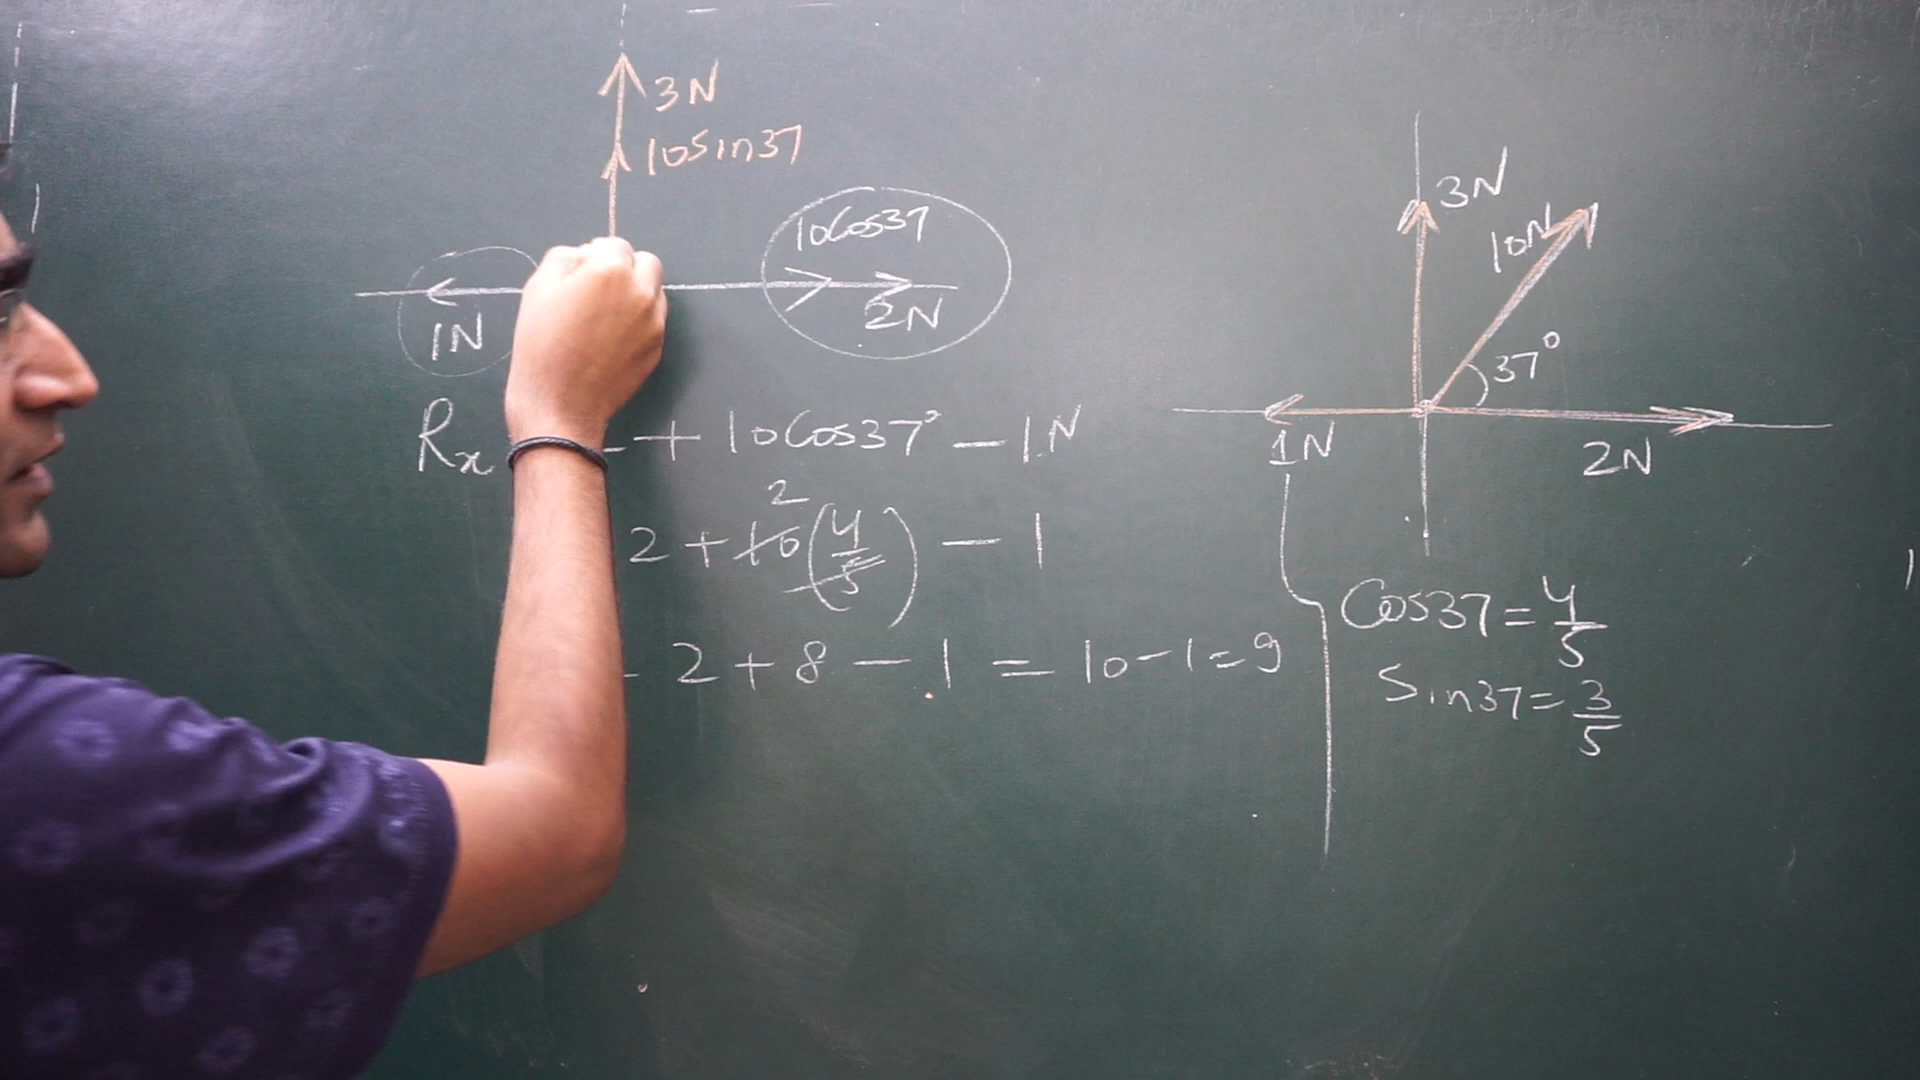 3N
10Sin37
10Cos37
1N
2N
Rx - + 10Cos37° - 1N
2
2 + 10(4/5) - 1
- 2 + 8 - 1 = 10 - 1 = 9
3N
10N
37°
1N
2N
Cos37 = 4/5
Sin37 = 3/5